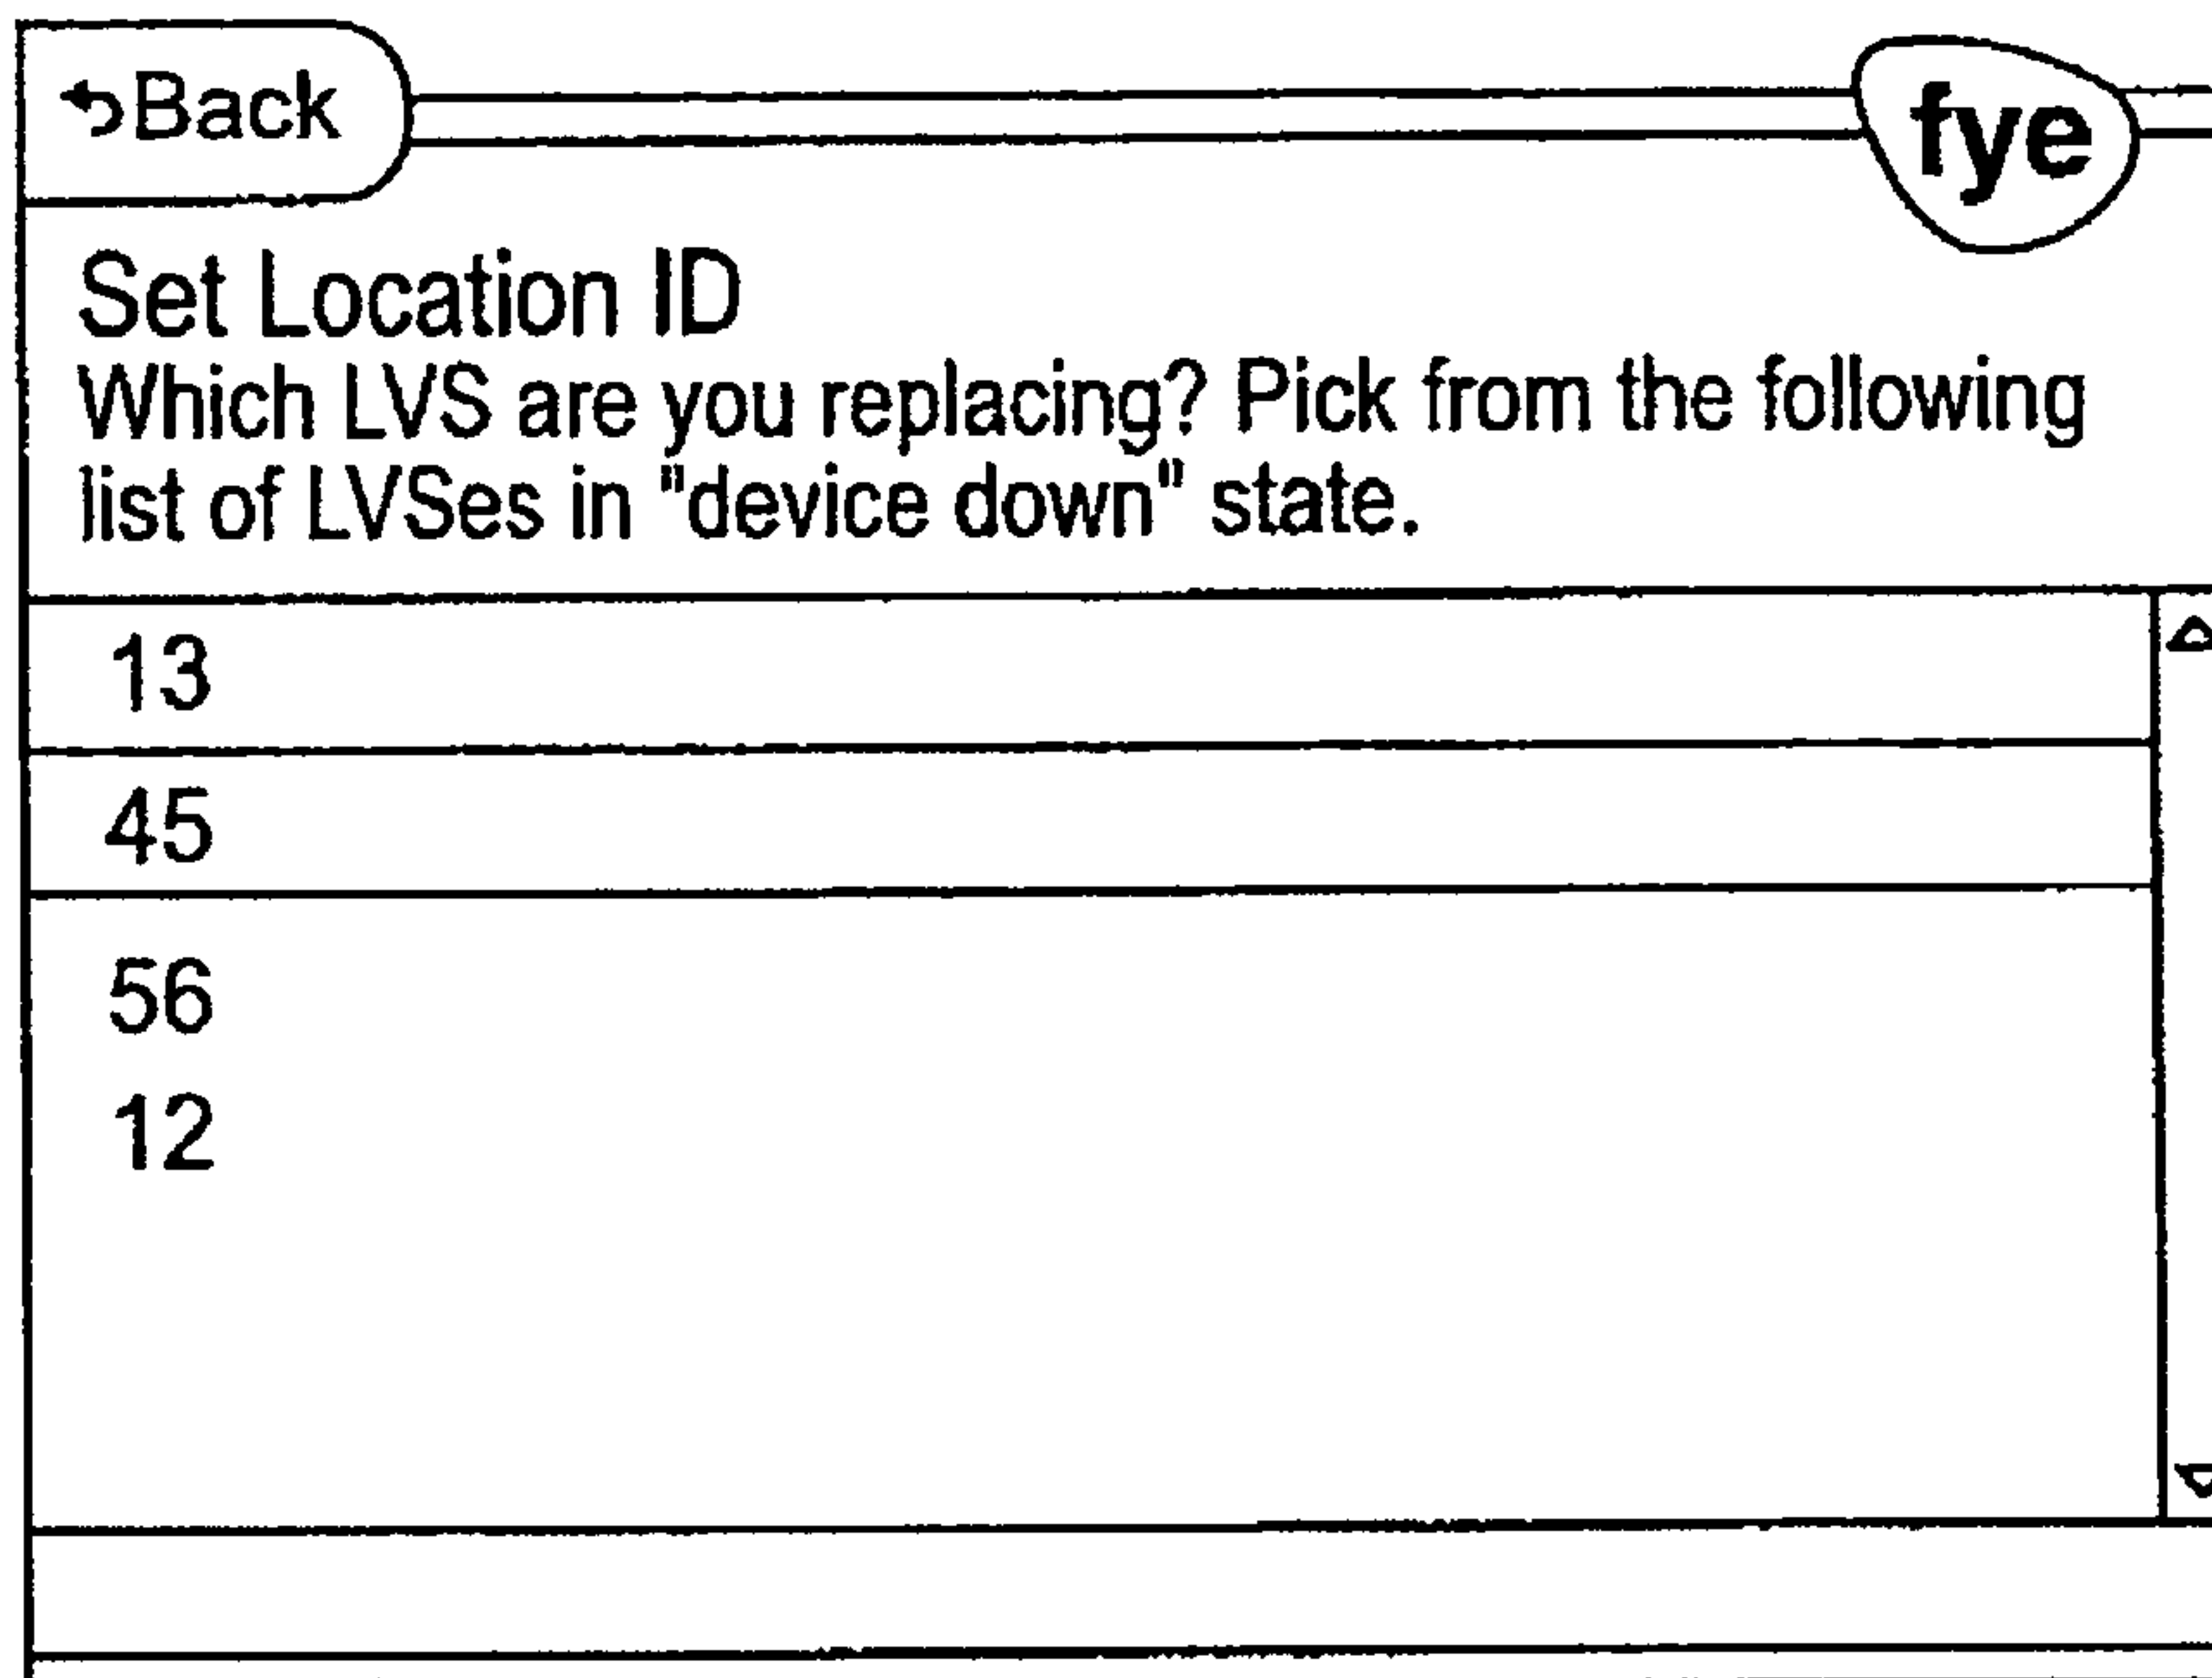 Back
fye
Set Location ID
Which LVS are you replacing? Pick from the following
list of LVSes in "device down" state.
13
45
56
12